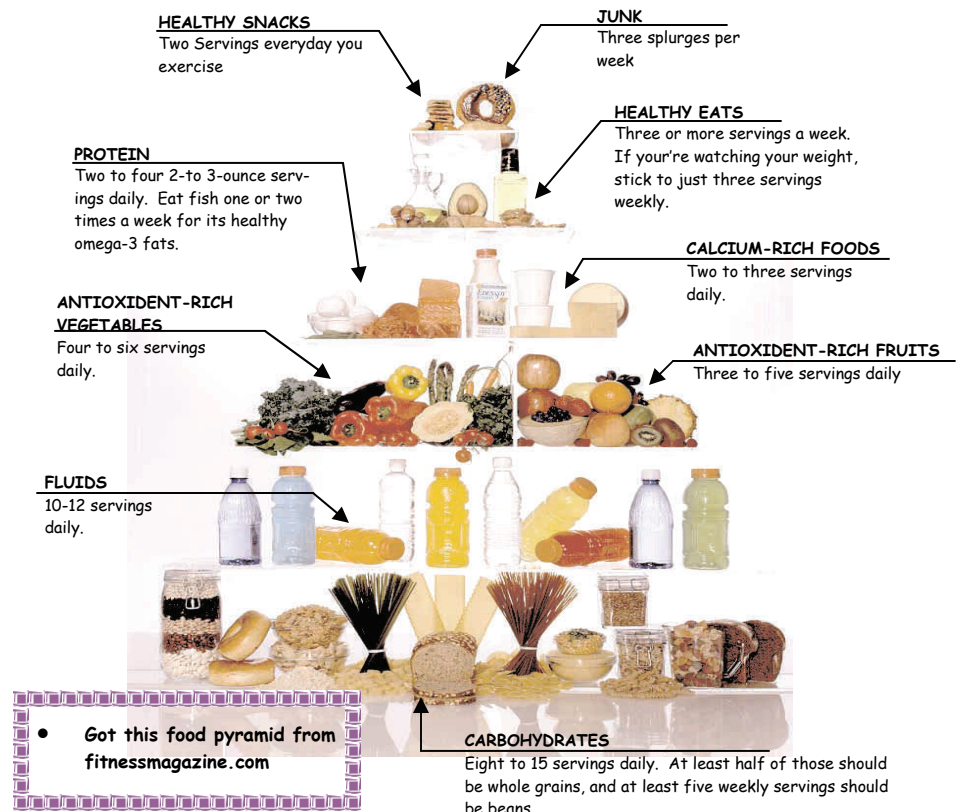 HEALTHY SNACKS
Two Servings everyday you
exercise
JUNK
Three splurges per
week
HEALTHY EATS
Three or more servings a week.
If your're watching your weight,
stick to just three servings
weekly.
PROTEIN
Two to four 2-to 3-ounce serv-
ings daily. Eat fish one or two
times a week for its healthy
omega-3 fats.
CALCIUM-RICH FOODS
Two to three servings
daily.
ANTIOXIDENT-RICH
VEGETABLES
Four to six servings
daily.
ANTIOXIDENT-RICH FRUITS
Three to five servings daily
FLUIDS
10-12 servings
daily.
• Got this food pyramid from
fitnessmagazine.com
CARBOHYDRATES
Eight to 15 servings daily. At least half of those should
be whole grains, and at least five weekly servings should
be beans